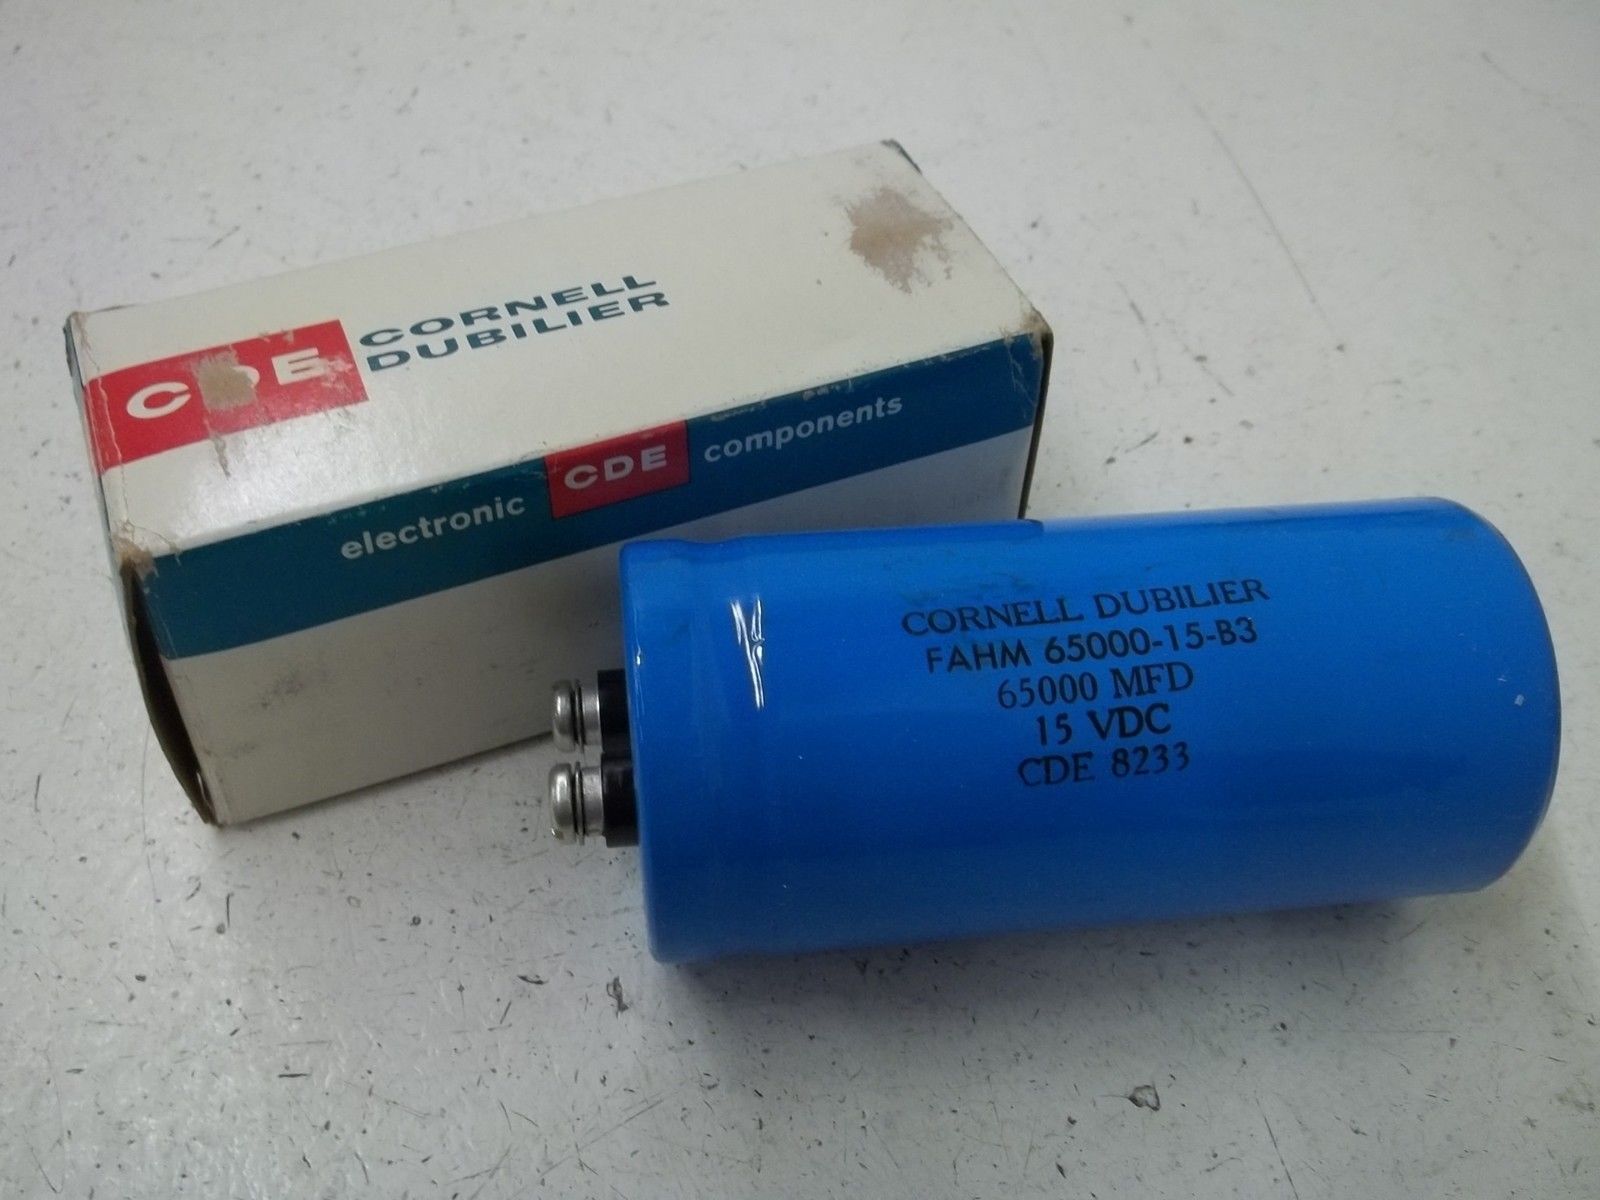 CDE
CORNELL
DUBILIER
electronic CDE components
CORNELL DUBILIER
FAHM 65000-15-B3
65000 MFD
15 VDC
CDE 8233